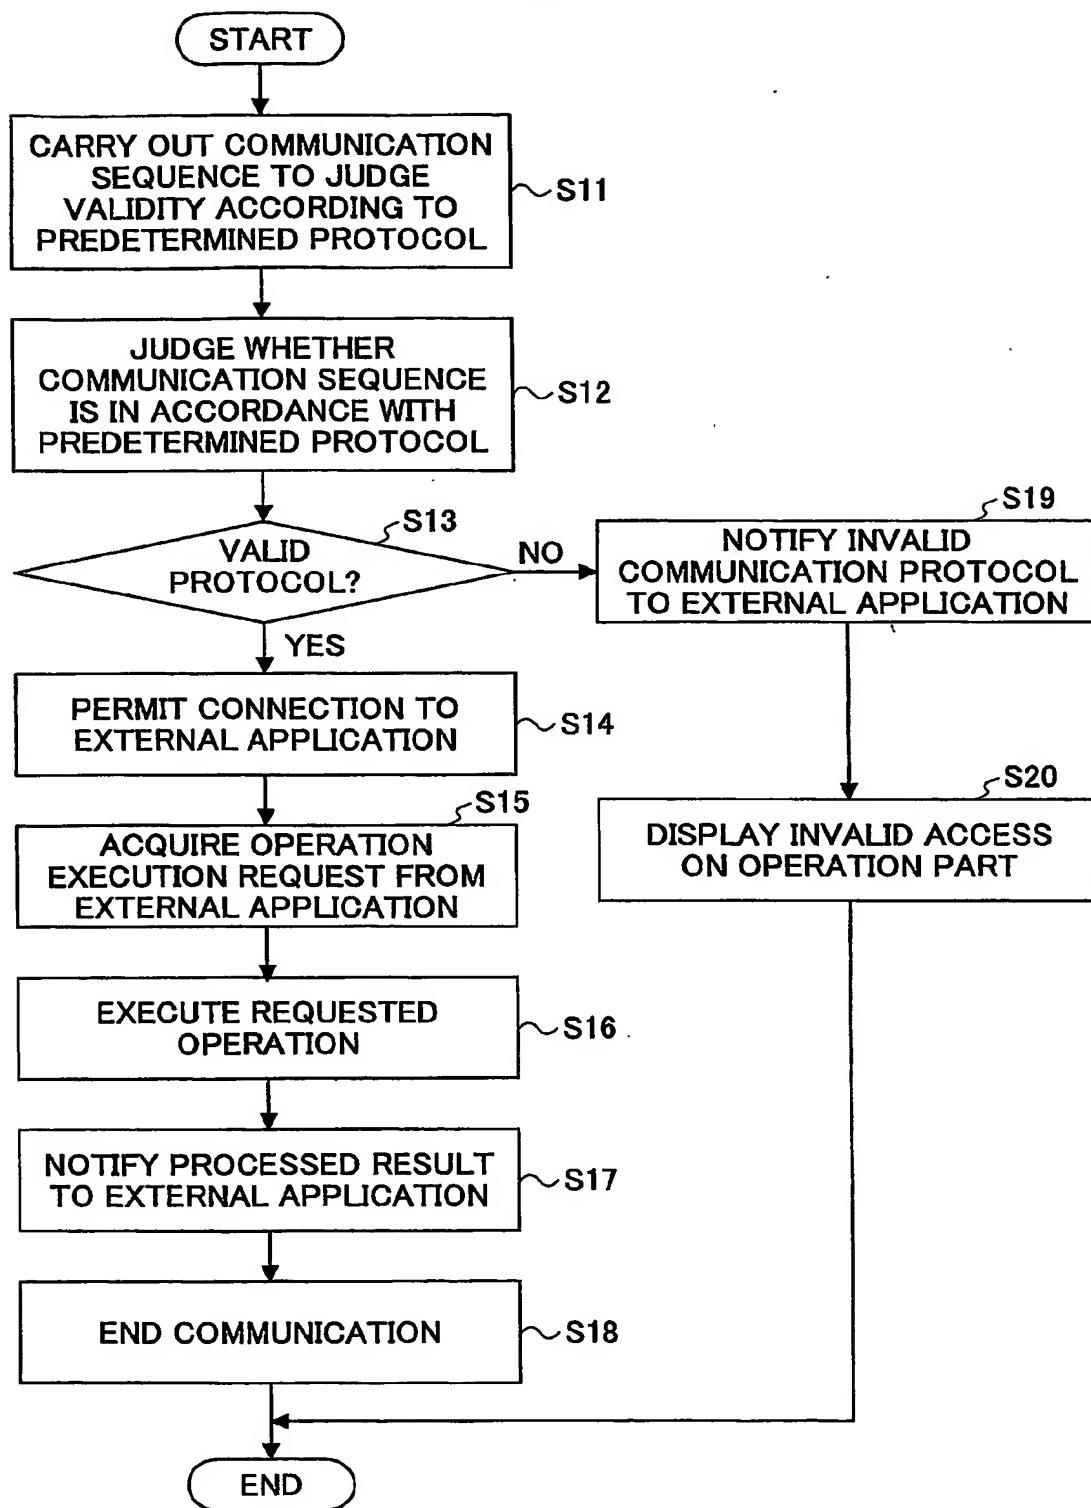 START
CARRY OUT COMMUNICATION
SEQUENCE TO JUDGE
VALIDITY ACCORDING TO
PREDETERMINED PROTOCOL
S11
JUDGE WHETHER
COMMUNICATION SEQUENCE
IS IN ACCORDANCE WITH
PREDETERMINED PROTOCOL
S12
S13
VALID
PROTOCOL?
NO
YES
S19
NOTIFY INVALID
COMMUNICATION PROTOCOL
TO EXTERNAL APPLICATION
PERMIT CONNECTION TO
EXTERNAL APPLICATION
S14
S20
DISPLAY INVALID ACCESS
ON OPERATION PART
S15
ACQUIRE OPERATION
EXECUTION REQUEST FROM
EXTERNAL APPLICATION
EXECUTE REQUESTED
OPERATION
S16
NOTIFY PROCESSED RESULT
TO EXTERNAL APPLICATION
S17
END COMMUNICATION
S18
END